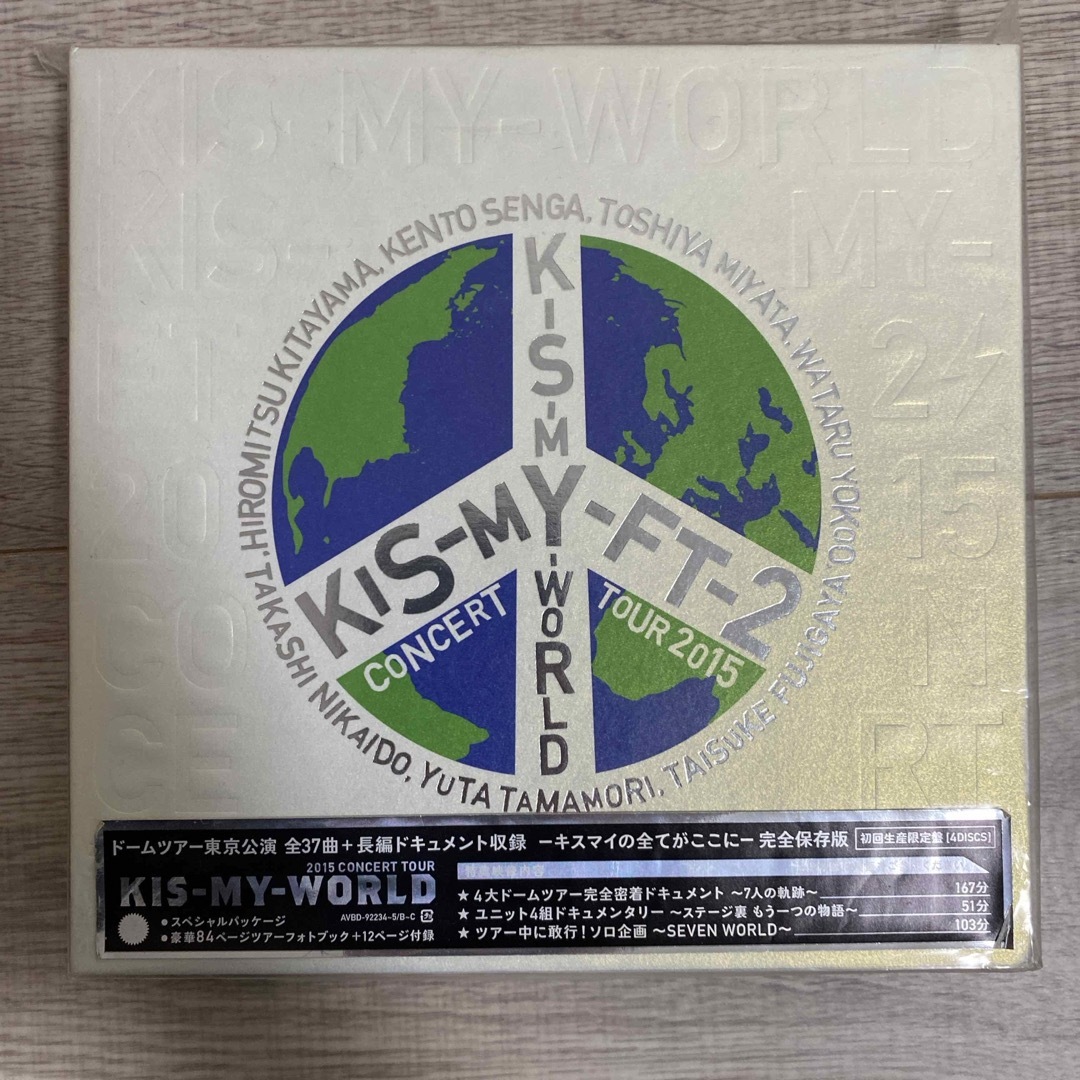 KIS-MY-WORLD
KIS- MY-
FT 2
2015
CO RT
TAKASHI NIKAIDO, HIROMITSU KITAYAMA, KENTO SENGA, TOSHIYA MIYATA, WATARU YOKOO
YUTA TAMAMORI, TAISUKE FUJIGAYA
KIS-MY-WORLD
KIS-MY-FT-2
CONCERT TOUR 2015
ドームツアー東京公演 全37曲+長編ドキュメント収録 ーキスマイの全てがここにー 完全保存版 初回生産限定盤 [4DISCS]
2015 CONCERT TOUR
KIS-MY-WORLD
AVBD-92234-5/B~C
●スペシャルパッケージ
●豪華84ページツアーフォトブック+12ページ付録
特典映像内容
★ 4大ドームツアー完全密着ドキュメント ~7人の軌跡~ 167分
★ ユニット4組ドキュメンタリー ~ステージ裏 もう一つの物語~ 51分
★ ツアー中に敢行!ソロ企画 ~SEVEN WORLD~ 103分